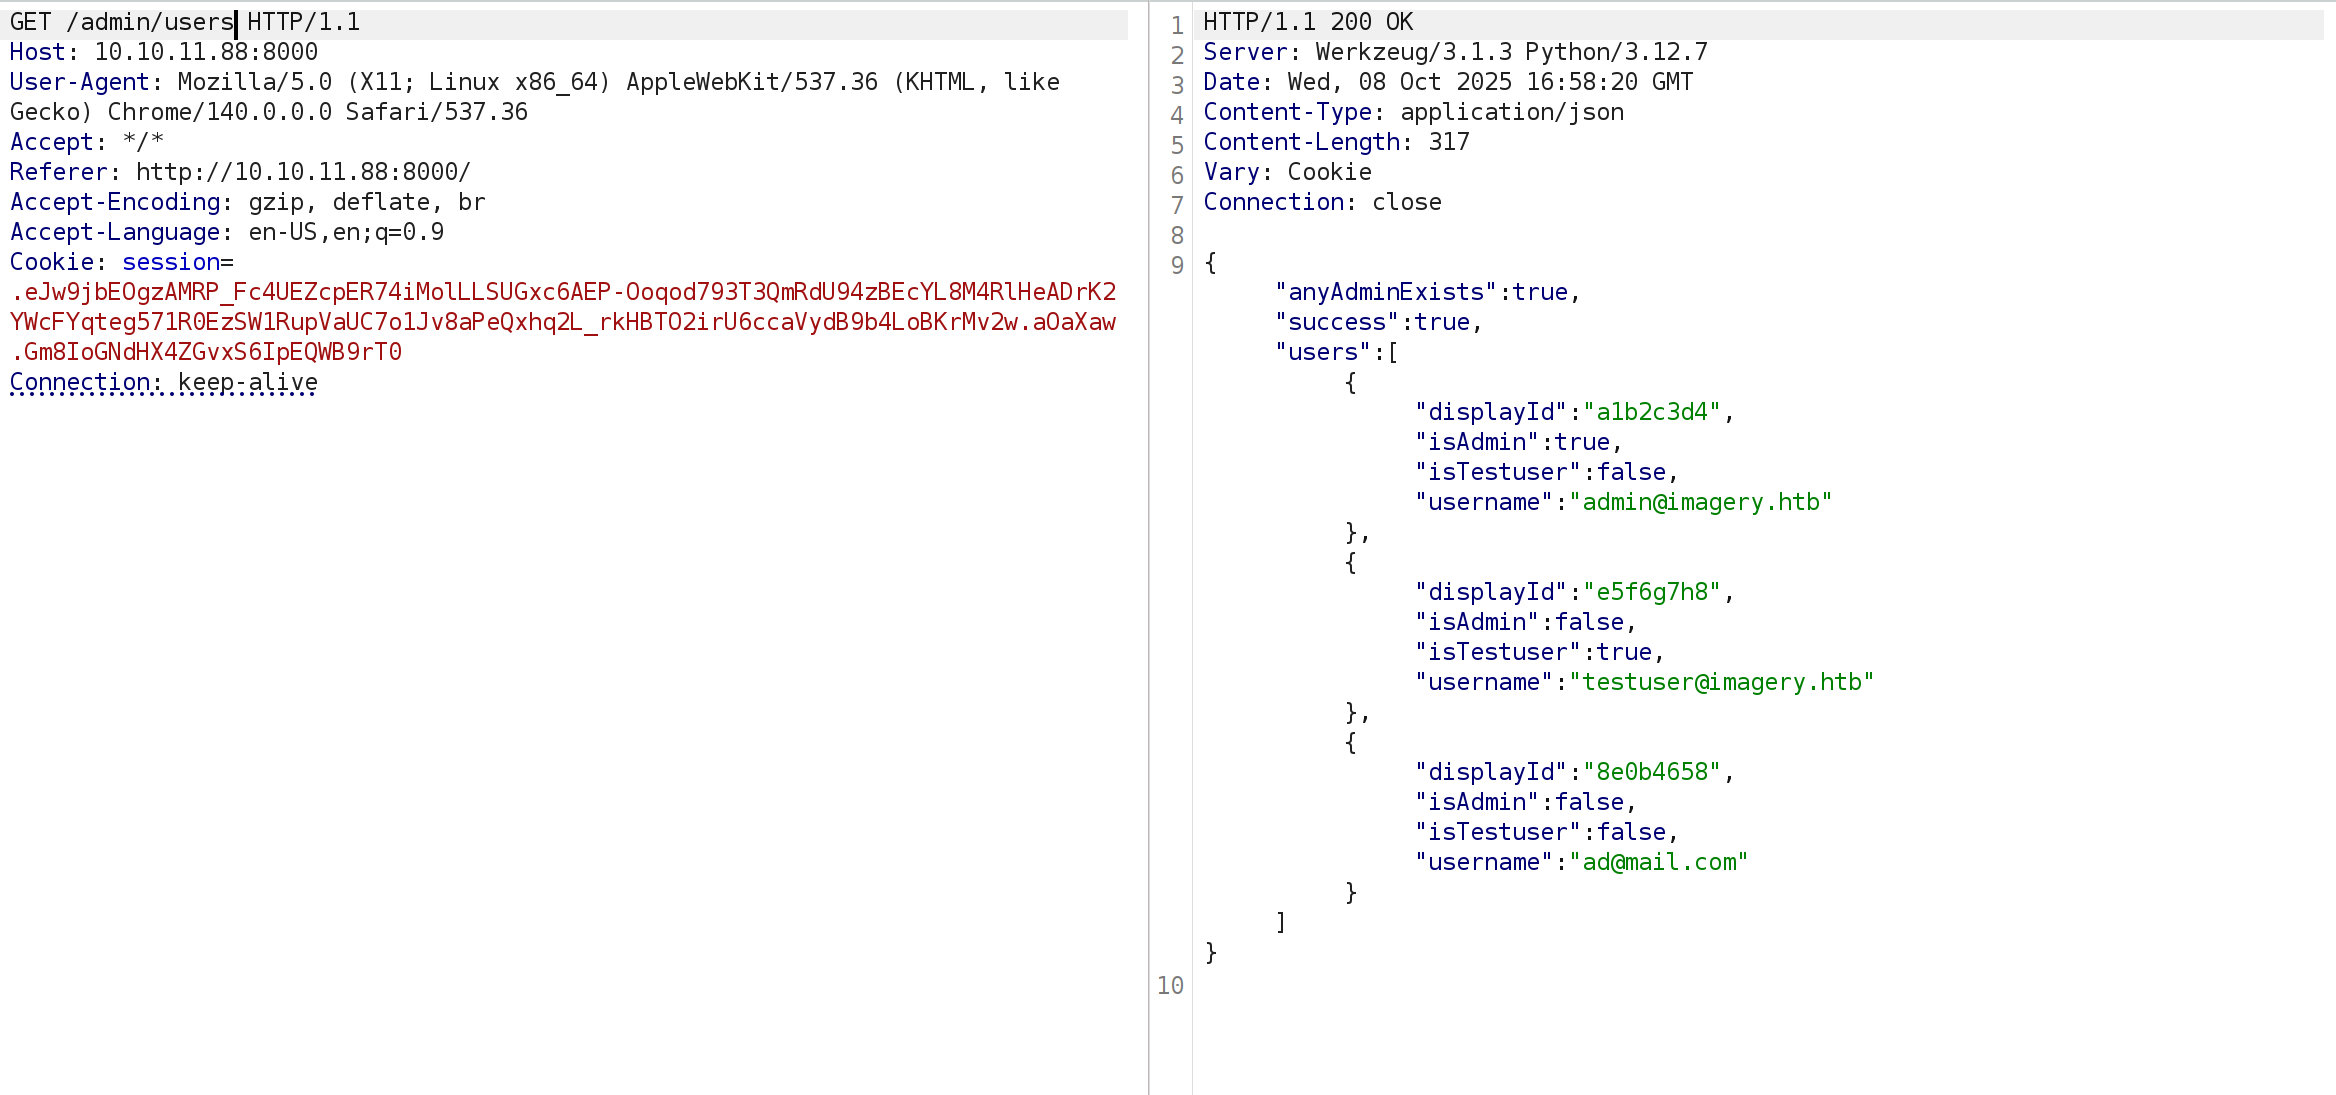 GET /admin/users HTTP/1.1
Host: 10.10.11.88:8000
User-Agent: Mozilla/5.0 (X11; Linux x86_64) AppleWebKit/537.36 (KHTML, like
Gecko) Chrome/140.0.0.0 Safari/537.36
Accept: */*
Referer: http://10.10.11.88:8000/
Accept-Encoding: gzip, deflate, br
Accept-Language: en-US,en;q=0.9
Cookie: session=
.eJw9jbEOgzAMRP_Fc4UEZcpER74iMolLLSUGxc6AEP-Ooqod793T3QmRdU94zBEcYL8M4RlHeADrK2
YWcFYqteg571R0EzSW1RupVaUC7o1Jv8aPeQxhq2L_rkHBTO2irU6ccaVydB9b4LoBKrMv2w.aOaXaw
.Gm8IoGNdHX4ZGvxS6IpEQWB9rT0
Connection: keep-alive
1 HTTP/1.1 200 OK
2 Server: Werkzeug/3.1.3 Python/3.12.7
3 Date: Wed, 08 Oct 2025 16:58:20 GMT
4 Content-Type: application/json
5 Content-Length: 317
6 Vary: Cookie
7 Connection: close
8
9 {
"anyAdminExists":true,
"success":true,
"users":[
{
"displayId":"a1b2c3d4",
"isAdmin":true,
"isTestuser":false,
"username":"admin@imagery.htb"
},
{
"displayId":"e5f6g7h8",
"isAdmin":false,
"isTestuser":true,
"username":"testuser@imagery.htb"
},
{
"displayId":"8e0b4658",
"isAdmin":false,
"isTestuser":false,
"username":"ad@mail.com"
}
]
}
10